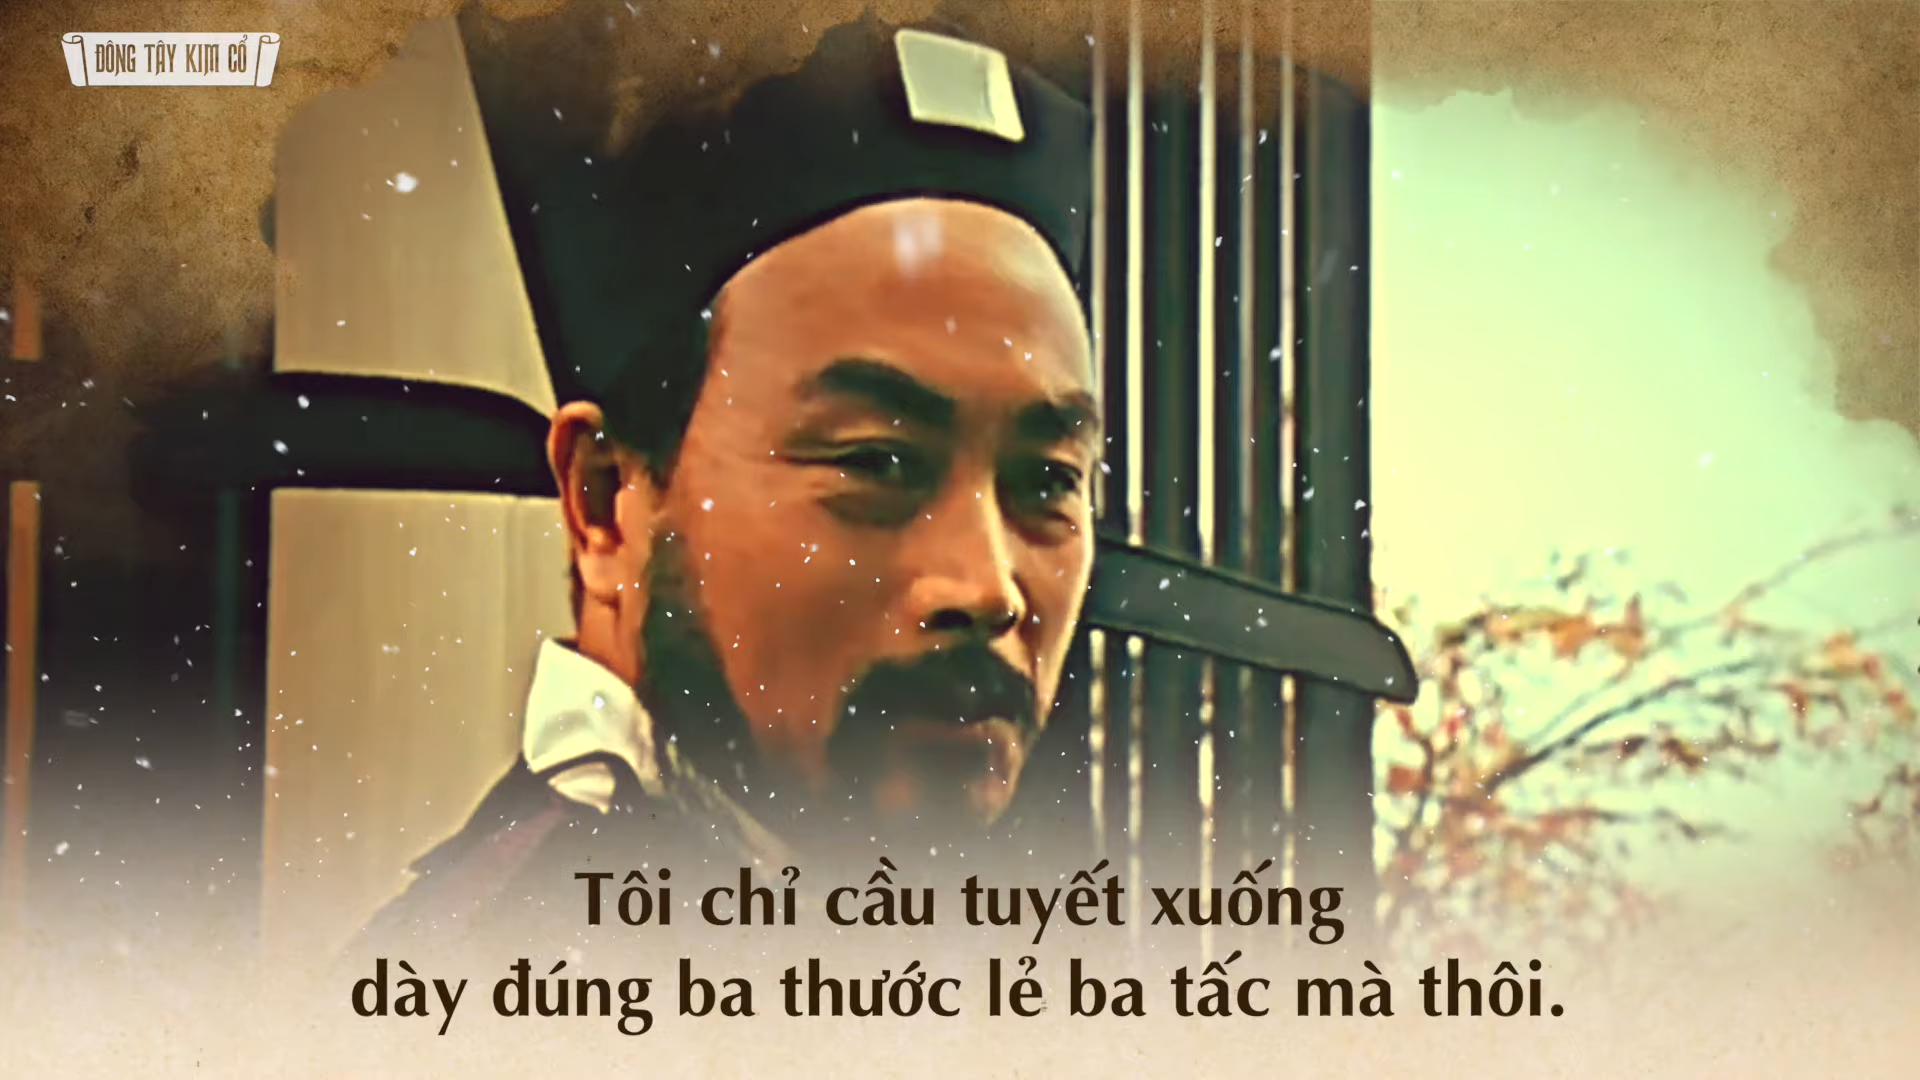 ĐÔNG TÂY KIM CỔ
Tôi chỉ cầu tuyết xuống
dày đúng ba thước lẻ ba tấc mà thôi.